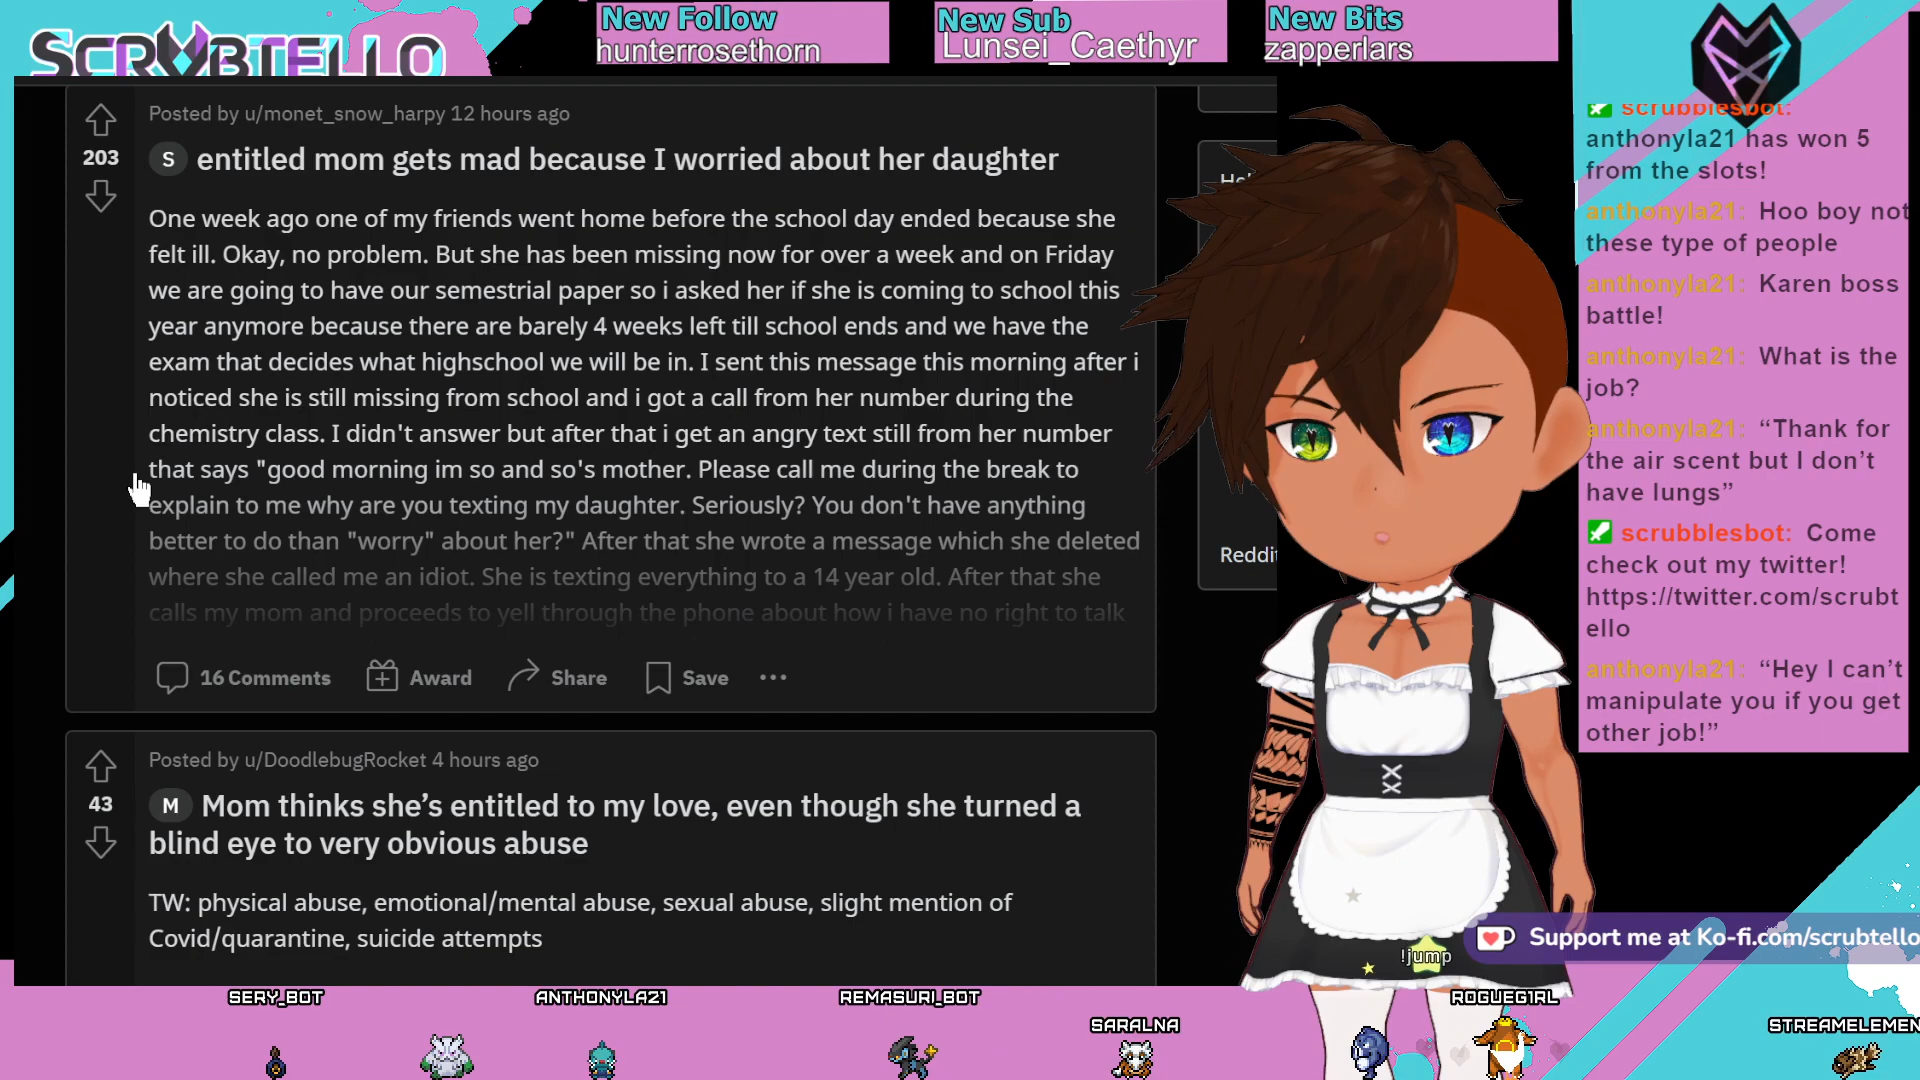 SCRUBTELLO
New Follow
hunterrosethorn
New Sub
Lunsei_Caethyr
New Bits
zapperlars
Posted by u/monet_snow_harpy 12 hours ago
203
S entitled mom gets mad because I worried about her daughter
One week ago one of my friends went home before the school day ended because she
felt ill. Okay, no problem. But she has been missing now for over a week and on Friday
we are going to have our semestrial paper so i asked her if she is coming to school this
year anymore because there are barely 4 weeks left till school ends and we have the
exam that decides what highschool we will be in. I sent this message this morning after i
noticed she is still missing from school and i got a call from her number during the
chemistry class. I didn't answer but after that i get an angry text still from her number
that says "good morning im so and so's mother. Please call me during the break to
explain to me why are you texting my daughter. Seriously? You don't have anything
better to do than "worry" about her?" After that she wrote a message which she deleted
where she called me an idiot. She is texting everything to a 14 year old. After that she
calls my mom and proceeds to yell through the phone about how i have no right to talk
16 Comments Award Share Save
Posted by u/DoodlebugRocket 4 hours ago
43
M Mom thinks she's entitled to my love, even though she turned a
blind eye to very obvious abuse
TW: physical abuse, emotional/mental abuse, sexual abuse, slight mention of
Covid/quarantine, suicide attempts
Reddi
scrubblesbot:
anthonyla21 has won 5
from the slots!
anthonyla21: Hoo boy not
these type of people
anthonyla21: Karen boss
battle!
anthonyla21: What is the
job?
anthonyla21: “Thank for
the air scent but I don’t
have lungs”
scrubblesbot: Come
check out my twitter!
https://twitter.com/scrubt
ello
anthonyla21: “Hey I can’t
manipulate you if you get
other job!”
Support me at Ko-fi.com/scrubtello
!jump
SERY_BOT
ANTHONYLA21
REMASURI_BOT
SARALNA
ROGUEG1RL
STREAMELEMEN